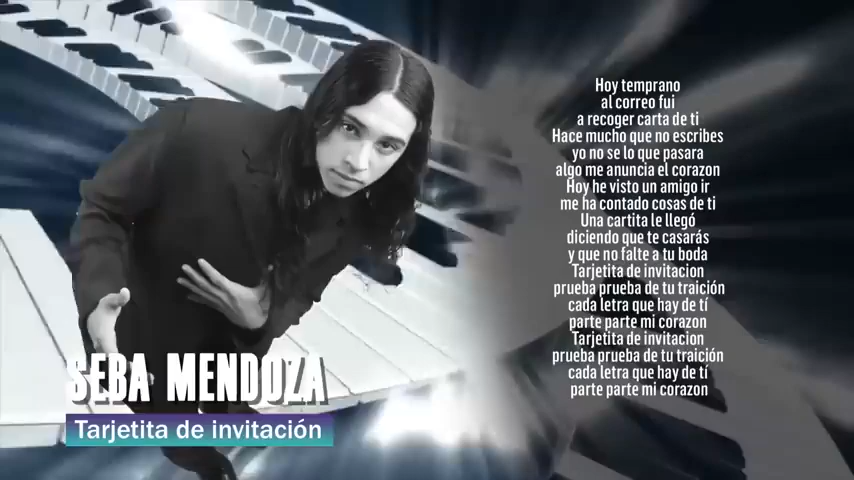 SEBA MENDOZA
Tarjetita de invitación
Hoy temprano
al correo fui
a recoger carta de ti
Hace mucho que no escribes
yo no se lo que pasara
algo me anuncia el corazon
Hoy he visto un amigo ir
me ha contado cosas de ti
Una cartita le llegó
diciendo que te casarás
y que no falte a tu boda
Tarjetita de invitacion
prueba prueba de tu traición
cada letra que hay de tí
parte parte mi corazon
Tarjetita de invitacion
prueba prueba de tu traición
cada letra que hay de tí
parte parte mi corazon